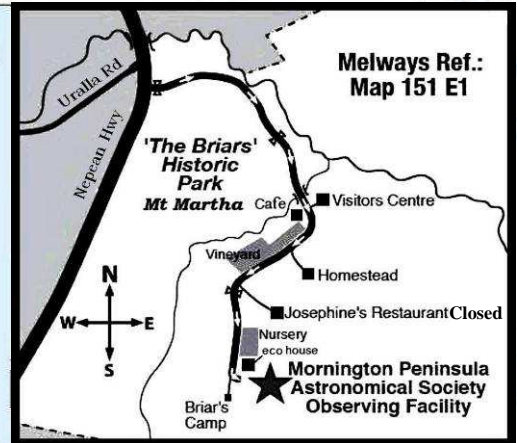 Melways Ref.:
Map 151 E1
Uralla Rd
Nepean Hwy
'The Briars'
Historic
Park
Mt Martha
Cafe
Visitors Centre
Vineyard
Homestead
N
W E
S
Josephine's Restaurant Closed
Nursery
eco house
Mornington Peninsula
Astronomical Society
Observing Facility
Briar's
Camp